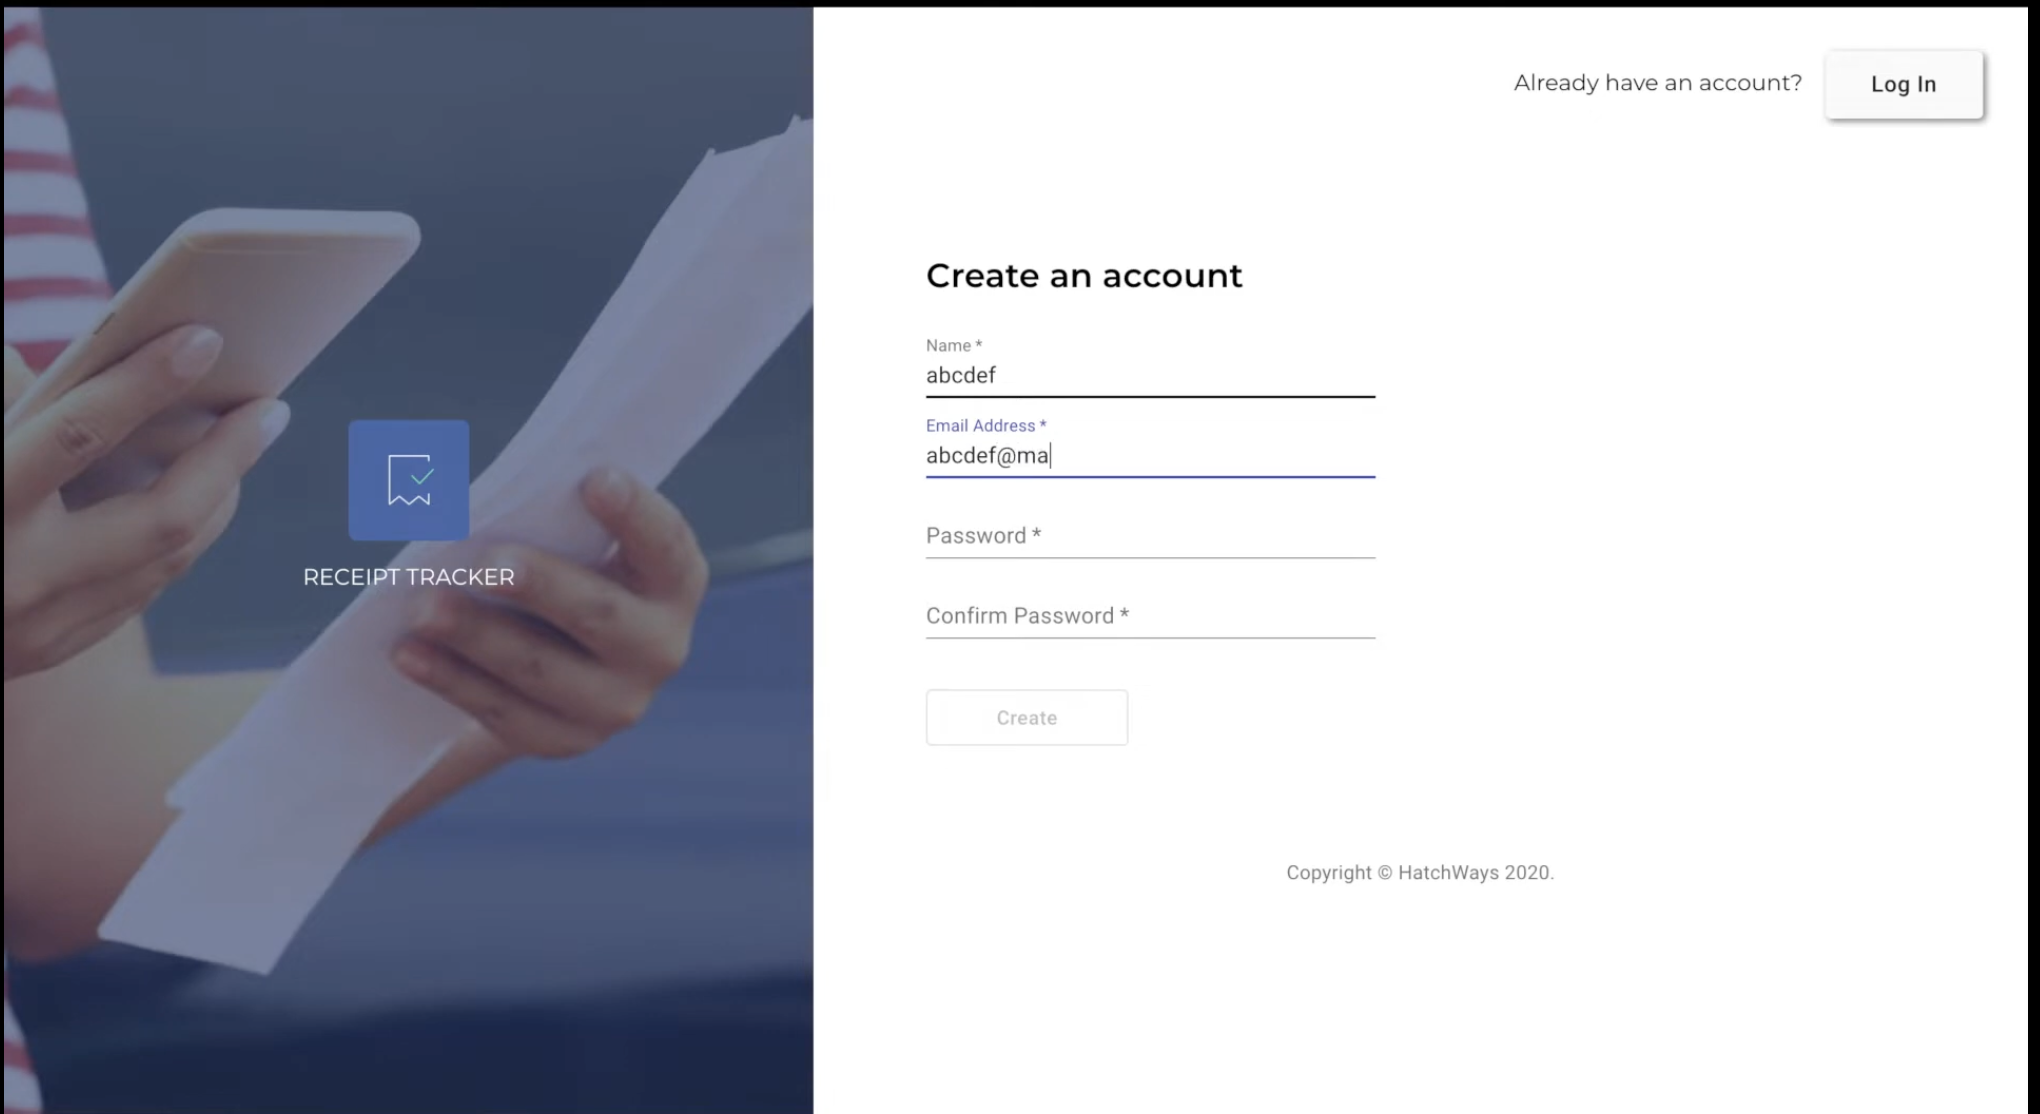 Already have an account?
Log In
Create an account
Name *
abcdef
Email Address *
abcdef@ma
Password *
Confirm Password *
Create
RECEIPT TRACKER
Copyright © HatchWays 2020.